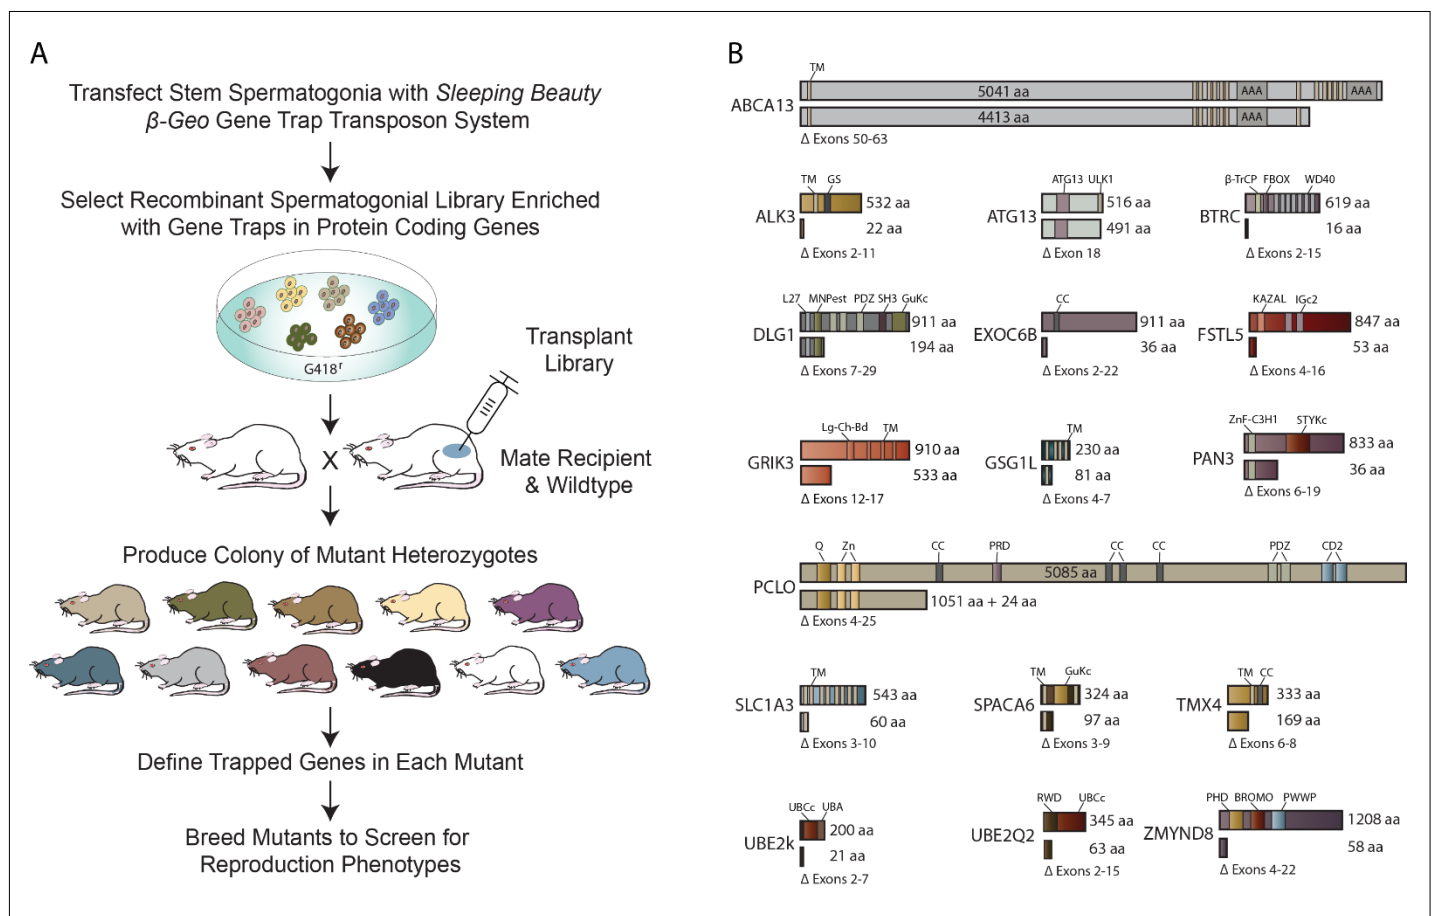 A
Transfect Stem Spermatogonia with Sleeping Beauty
β-Geo Gene Trap Transposon System
Select Recombinant Spermatogonial Library Enriched
with Gene Traps in Protein Coding Genes
G418r
Transplant
Library
X
Mate Recipient
& Wildtype
Produce Colony of Mutant Heterozygotes
Define Trapped Genes in Each Mutant
Breed Mutants to Screen for
Reproduction Phenotypes
B
TM
ABCA13
5041 aa
AAA
AAA
4413 aa
AAA
Δ Exons 50-63
TM GS
ALK3
532 aa
22 aa
Δ Exons 2-11
ATG13 ULK1
ATG13
516 aa
491 aa
Δ Exon 18
β-TrCP FBOX WD40
BTRC
619 aa
16 aa
Δ Exons 2-15
L27 MNPest PDZ SH3 GuKc
DLG1
911 aa
194 aa
Δ Exons 7-29
CC
EXOC6B
911 aa
36 aa
Δ Exons 2-22
KAZAL IGc2
FSTL5
847 aa
53 aa
Δ Exons 4-16
Lg-Ch-Bd TM
GRIK3
910 aa
533 aa
Δ Exons 12-17
TM
GSG1L
230 aa
81 aa
Δ Exons 4-7
ZnF-C3H1 STYKc
PAN3
833 aa
36 aa
Δ Exons 6-19
Q Zn CC PRD CC CC PDZ CD2
PCLO
5085 aa
1051 aa + 24 aa
Δ Exons 4-25
TM
SLC1A3
543 aa
60 aa
Δ Exons 3-10
TM GuKc
SPACA6
324 aa
97 aa
Δ Exons 3-9
TM CC
TMX4
333 aa
169 aa
Δ Exons 6-8
UBCc UBA
UBE2k
200 aa
21 aa
Δ Exons 2-7
RWD UBCc
UBE2Q2
345 aa
63 aa
Δ Exons 2-15
PHD BROMO PWWP
ZMYND8
1208 aa
58 aa
Δ Exons 4-22